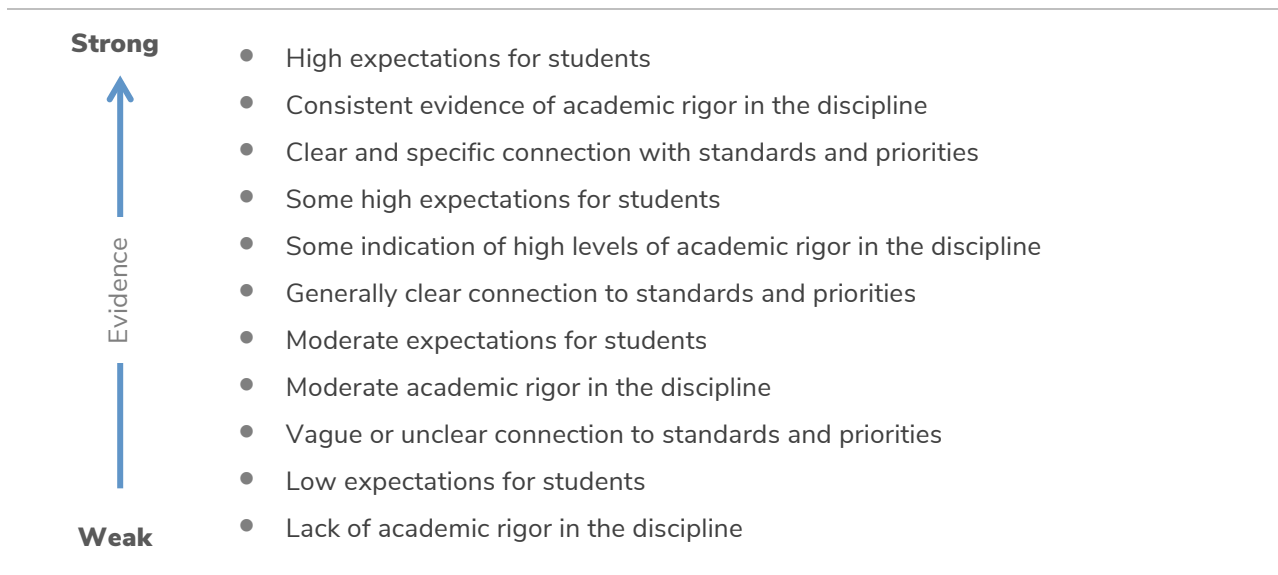 Strong
Evidence
Weak
● High expectations for students
● Consistent evidence of academic rigor in the discipline
● Clear and specific connection with standards and priorities
● Some high expectations for students
● Some indication of high levels of academic rigor in the discipline
● Generally clear connection to standards and priorities
● Moderate expectations for students
● Moderate academic rigor in the discipline
● Vague or unclear connection to standards and priorities
● Low expectations for students
● Lack of academic rigor in the discipline